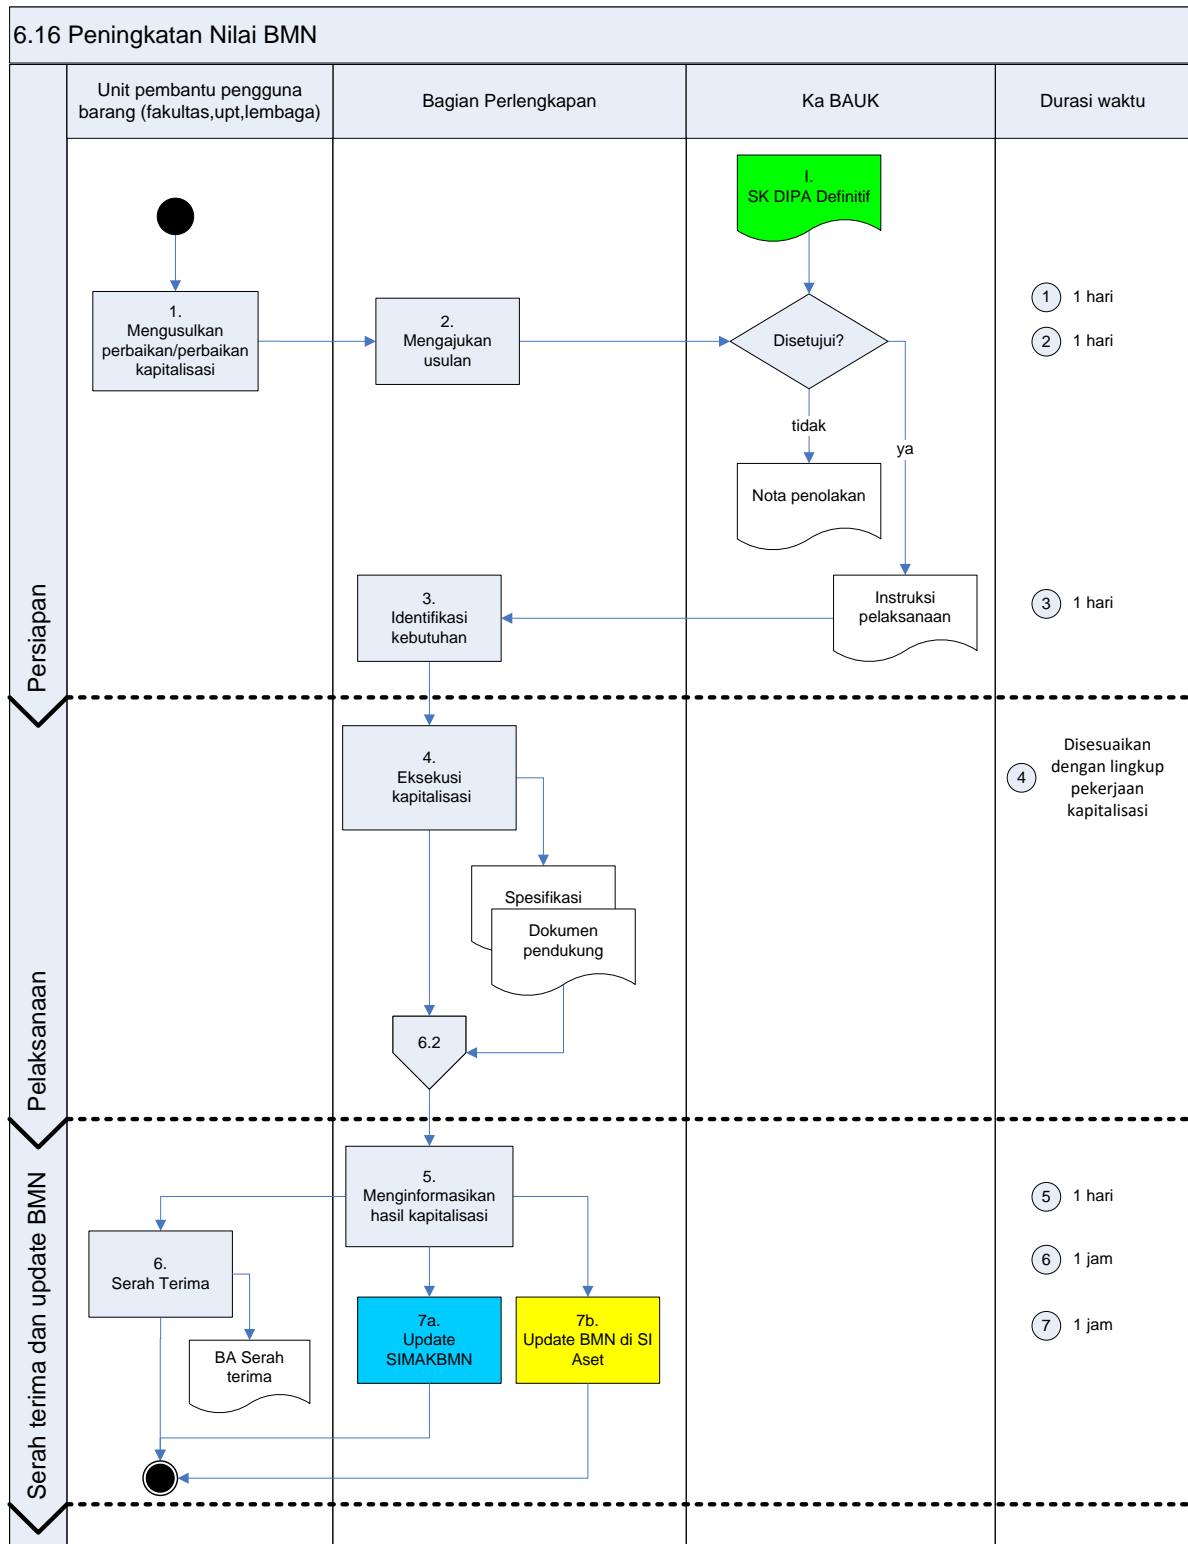 6.16 Peningkatan Nilai BMN
Unit pembantu pengguna
barang (fakultas,upt,lembaga)
Bagian Perlengkapan
Ka BAUK
Durasi waktu
Persiapan
I.
SK DIPA Definitif
1.
Mengusulkan
perbaikan/perbaikan
kapitalisasi
2.
Mengajukan
usulan
Disetujui?
1 1 hari
2 1 hari
tidak
ya
Nota penolakan
3.
Identifikasi
kebutuhan
Instruksi
pelaksanaan
3 1 hari
Pelaksanaan
4.
Eksekusi
kapitalisasi
4
Disesuaikan
dengan lingkup
pekerjaan
kapitalisasi
Spesifikasi
Dokumen
pendukung
6.2
Serah terima dan update BMN
5.
Menginformasikan
hasil kapitalisasi
5 1 hari
6.
Serah Terima
6 1 jam
BA Serah
terima
7a.
Update
SIMAKBMN
7b.
Update BMN di SI
Aset
7 1 jam